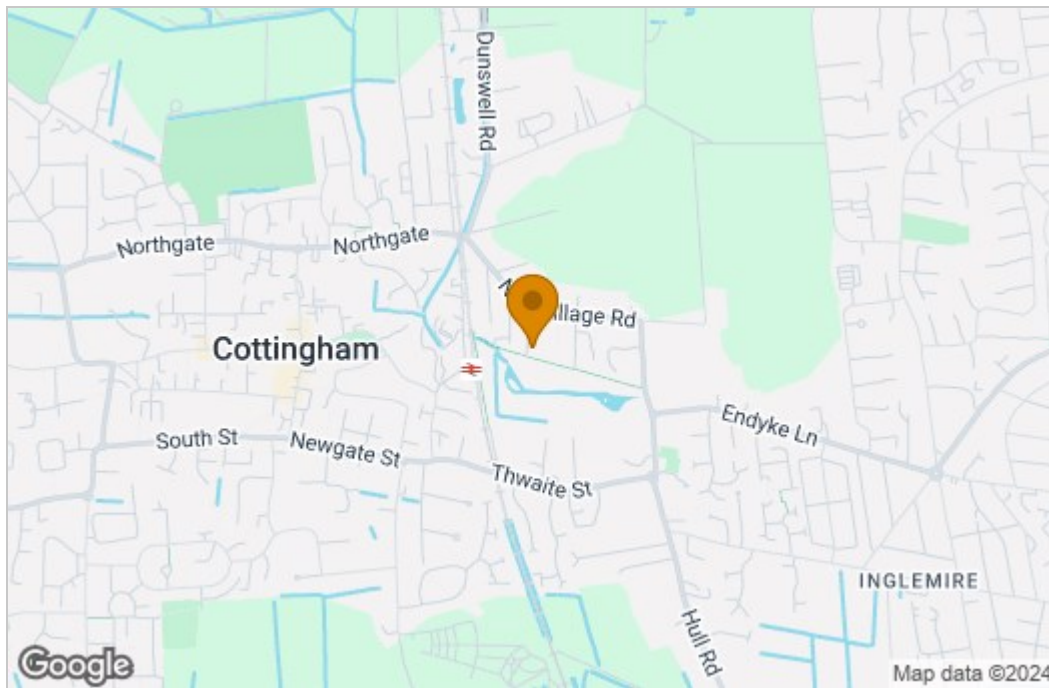 Dunswell Rd
Northgate
Northgate
Village Rd
Cottingham
South St
Newgate St
Endyke Ln
Thwaite St
INGLEMIRE
Hull Rd
Google
Map data ©2024